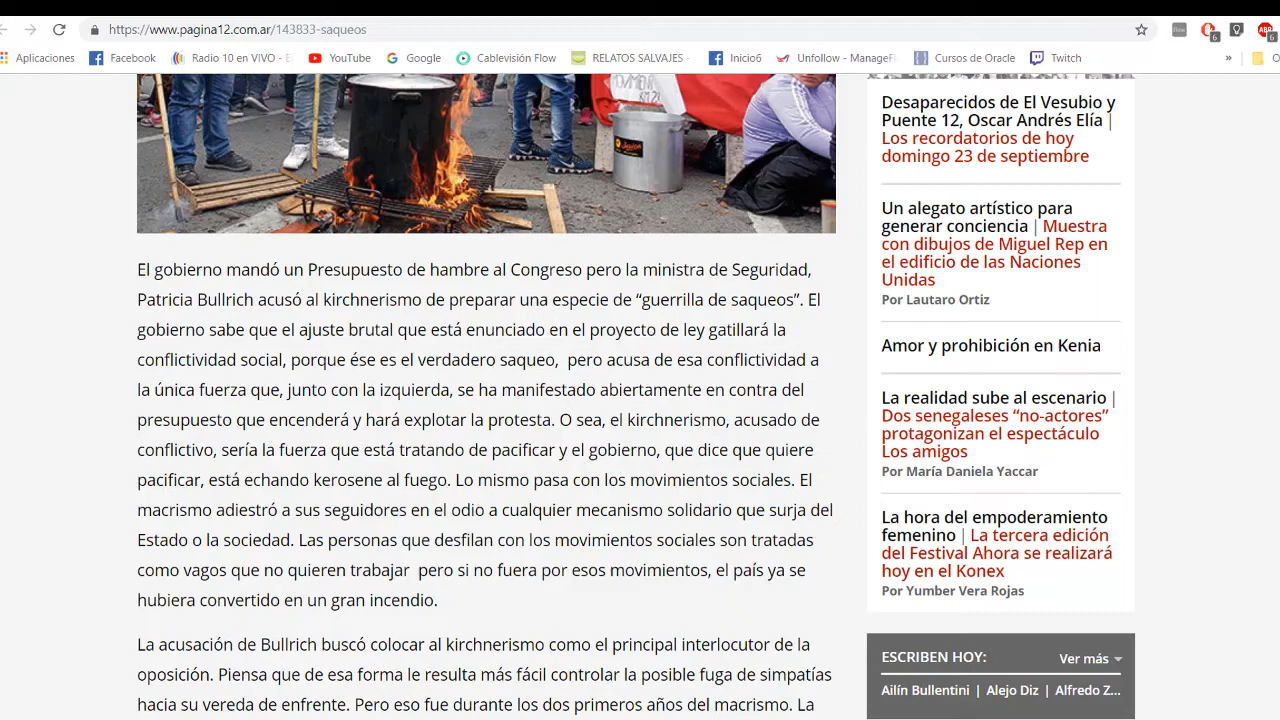 https://www.pagina12.com.ar/143833-saqueos
6
6
Aplicaciones
Facebook
Radio 10 en VIVO - E
YouTube
Google
Cablevisión Flow
RELATOS SALVAJES -
Inicio6
Unfollow - ManageFl
Cursos de Oracle
Twitch
»
El gobierno mandó un Presupuesto de hambre al Congreso pero la ministra de Seguridad,
Patricia Bullrich acusó al kirchnerismo de preparar una especie de “guerrilla de saqueos”. El
gobierno sabe que el ajuste brutal que está enunciado en el proyecto de ley gatillará la
conflictividad social, porque ése es el verdadero saqueo,  pero acusa de esa conflictividad a
la única fuerza que, junto con la izquierda, se ha manifestado abiertamente en contra del
presupuesto que encenderá y hará explotar la protesta. O sea, el kirchnerismo, acusado de
conflictivo, sería la fuerza que está tratando de pacificar y el gobierno, que dice que quiere
pacificar, está echando kerosene al fuego. Lo mismo pasa con los movimientos sociales. El
macrismo adiestró a sus seguidores en el odio a cualquier mecanismo solidario que surja del
Estado o la sociedad. Las personas que desfilan con los movimientos sociales son tratadas
como vagos que no quieren trabajar  pero si no fuera por esos movimientos, el país ya se
hubiera convertido en un gran incendio.
La acusación de Bullrich buscó colocar al kirchnerismo como el principal interlocutor de la
oposición. Piensa que de esa forma le resulta más fácil controlar la posible fuga de simpatías
hacia su vereda de enfrente. Pero eso fue durante los dos primeros años del macrismo. La
Desaparecidos de El Vesubio y
Puente 12, Oscar Andrés Elía |
Los recordatorios de hoy
domingo 23 de septiembre
Un alegato artístico para
generar conciencia | Muestra
con dibujos de Miguel Rep en
el edificio de las Naciones
Unidas
Por Lautaro Ortiz
Amor y prohibición en Kenia
La realidad sube al escenario |
Dos senegaleses “no-actores”
protagonizan el espectáculo
Los amigos
Por María Daniela Yaccar
La hora del empoderamiento
femenino | La tercera edición
del Festival Ahora se realizará
hoy en el Konex
Por Yumber Vera Rojas
ESCRIBEN HOY:
Ver más
Ailín Bullentini | Alejo Diz | Alfredo Z...